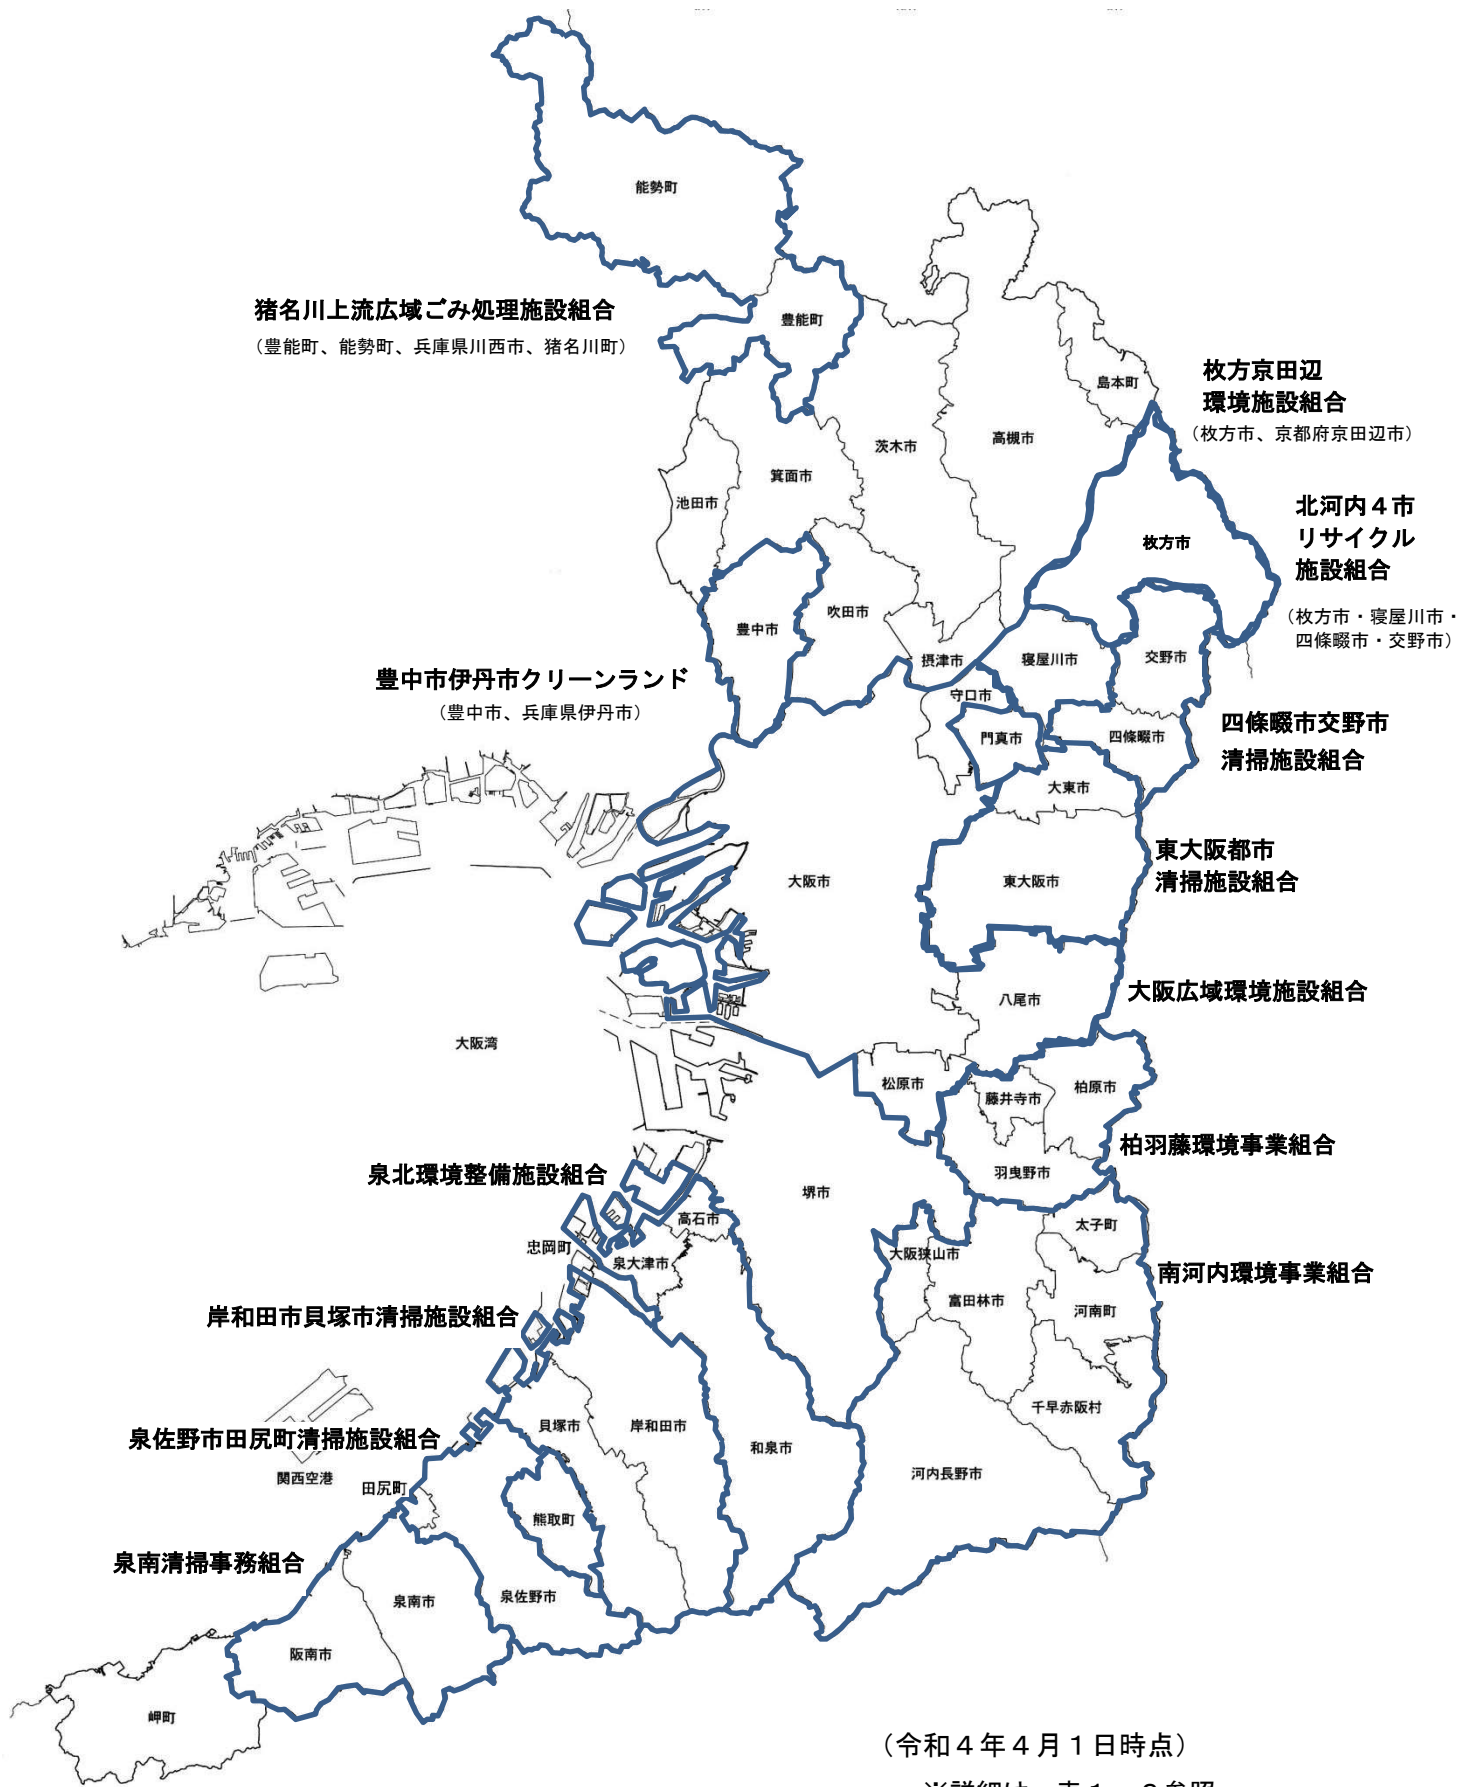 能勢町
猪名川上流広域ごみ処理施設組合
（豊能町、能勢町、兵庫県川西市、猪名川町）
豊能町
島本町
枚方京田辺
環境施設組合
（枚方市、京都府京田辺市）
高槻市
茨木市
箕面市
池田市
北河内４市
リサイクル
施設組合
（枚方市・寝屋川市・
四條畷市・交野市）
枚方市
吹田市
豊中市
摂津市
寝屋川市
交野市
守口市
豊中市伊丹市クリーンランド
（豊中市、兵庫県伊丹市）
門真市
四條畷市
四條畷市交野市
清掃施設組合
大東市
東大阪都市
清掃施設組合
大阪市
東大阪市
八尾市
大阪広域環境施設組合
大阪湾
松原市
藤井寺市
柏原市
柏羽藤環境事業組合
羽曳野市
泉北環境整備施設組合
堺市
高石市
太子町
忠岡町
泉大津市
大阪狭山市
南河内環境事業組合
富田林市
河南町
岸和田市貝塚市清掃施設組合
千早赤阪村
貝塚市
岸和田市
和泉市
泉佐野市田尻町清掃施設組合
関西空港
田尻町
河内長野市
熊取町
泉南清掃事務組合
泉佐野市
泉南市
阪南市
岬町
（令和４年４月１日時点）